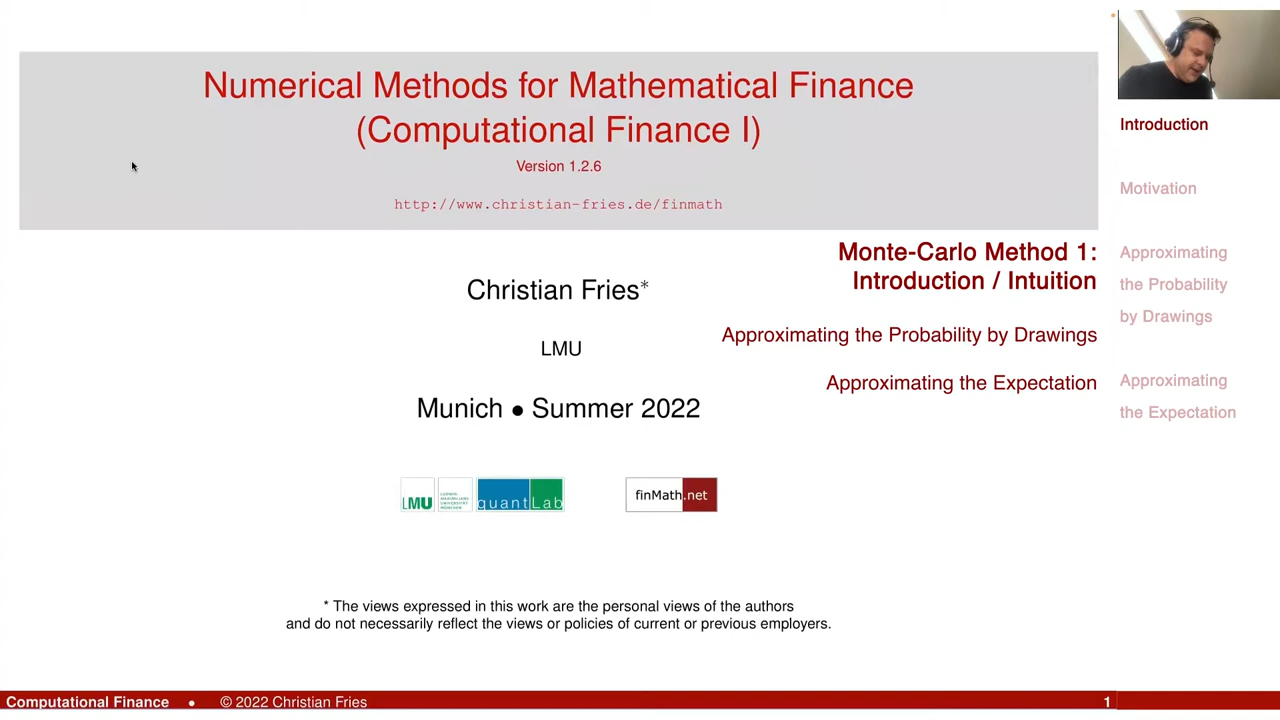 Numerical Methods for Mathematical Finance
(Computational Finance I)
Version 1.2.6
http://www.christian-fries.de/finmath
Monte-Carlo Method 1:
Introduction / Intuition
Christian Fries*
Approximating the Probability by Drawings
LMU
Approximating the Expectation
Munich • Summer 2022
LMU
LUDWIG-
MAXIMILIANS-
UNIVERSITÄT
MÜNCHEN
quantLab
finMath.net
* The views expressed in this work are the personal views of the authors
and do not necessarily reflect the views or policies of current or previous employers.
Introduction
Motivation
Approximating
the Probability
by Drawings
Approximating
the Expectation
Computational Finance • © 2022 Christian Fries 1